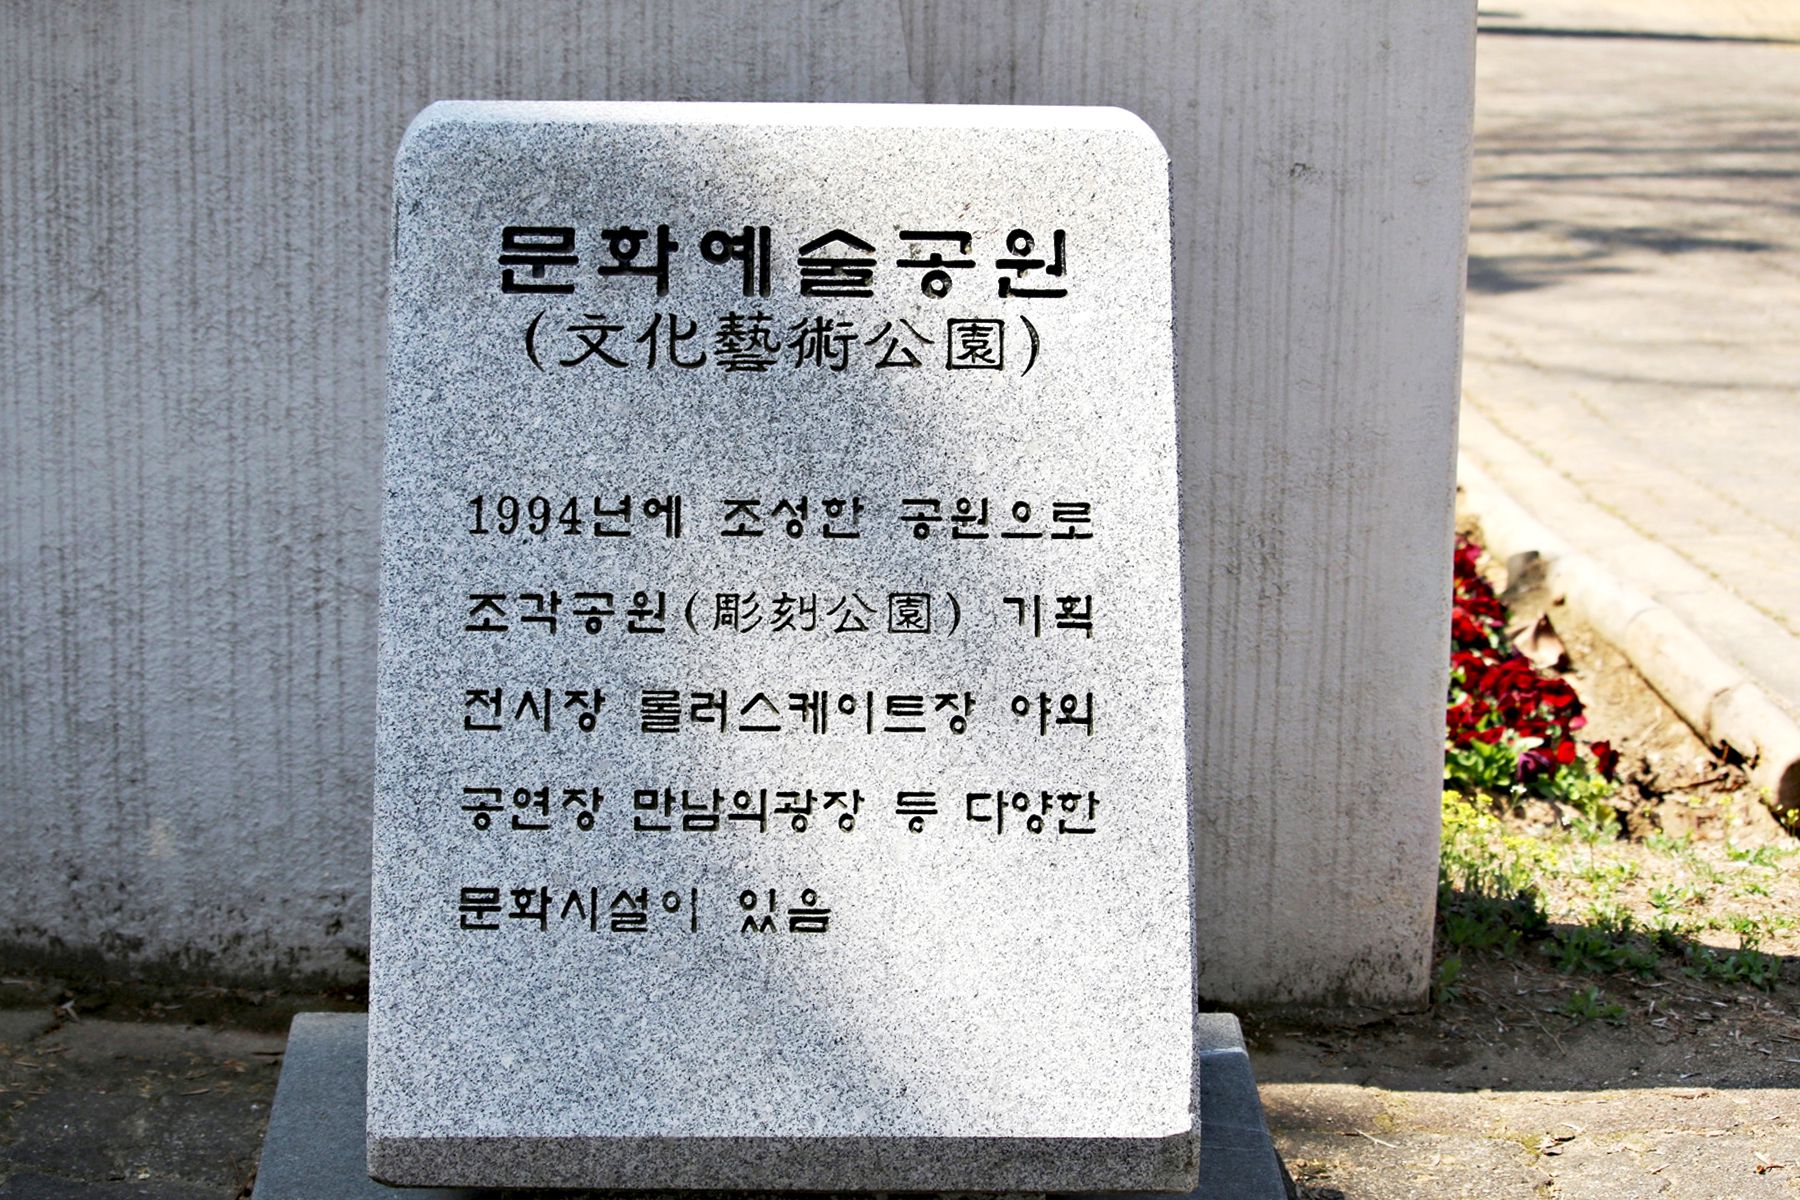 문화예술공원
(文化藝術公園)
1994년에 조성한 공원으로
조각공원(彫刻公園) 기획
전시장 롤러스케이트장 야외
공연장 만남의광장 등 다양한
문화시설이 있음